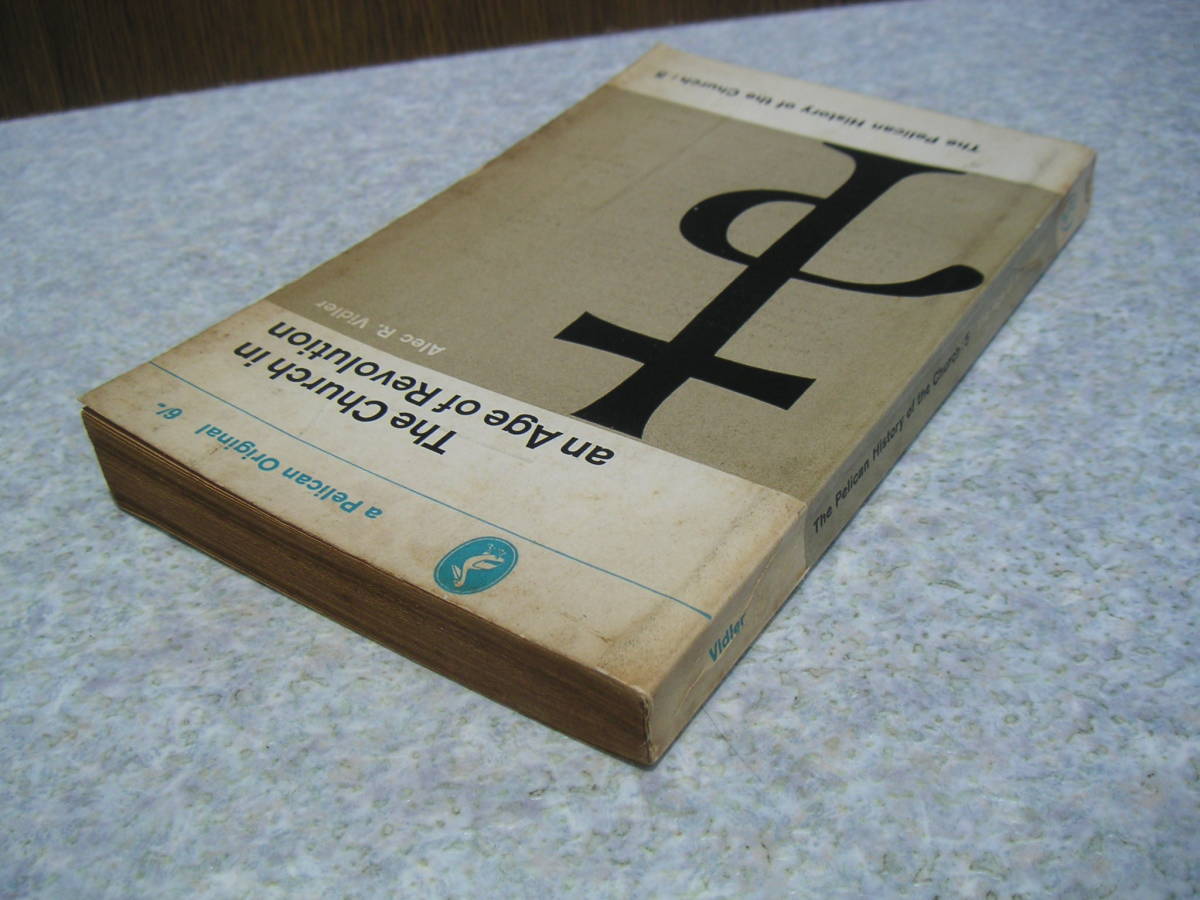 a Pelican Original 6/-
The Church in
an Age of Revolution
Alec R. Vidler
The Pelican History of the Church : 5
Vidler
The Pelican History of the Church · 5